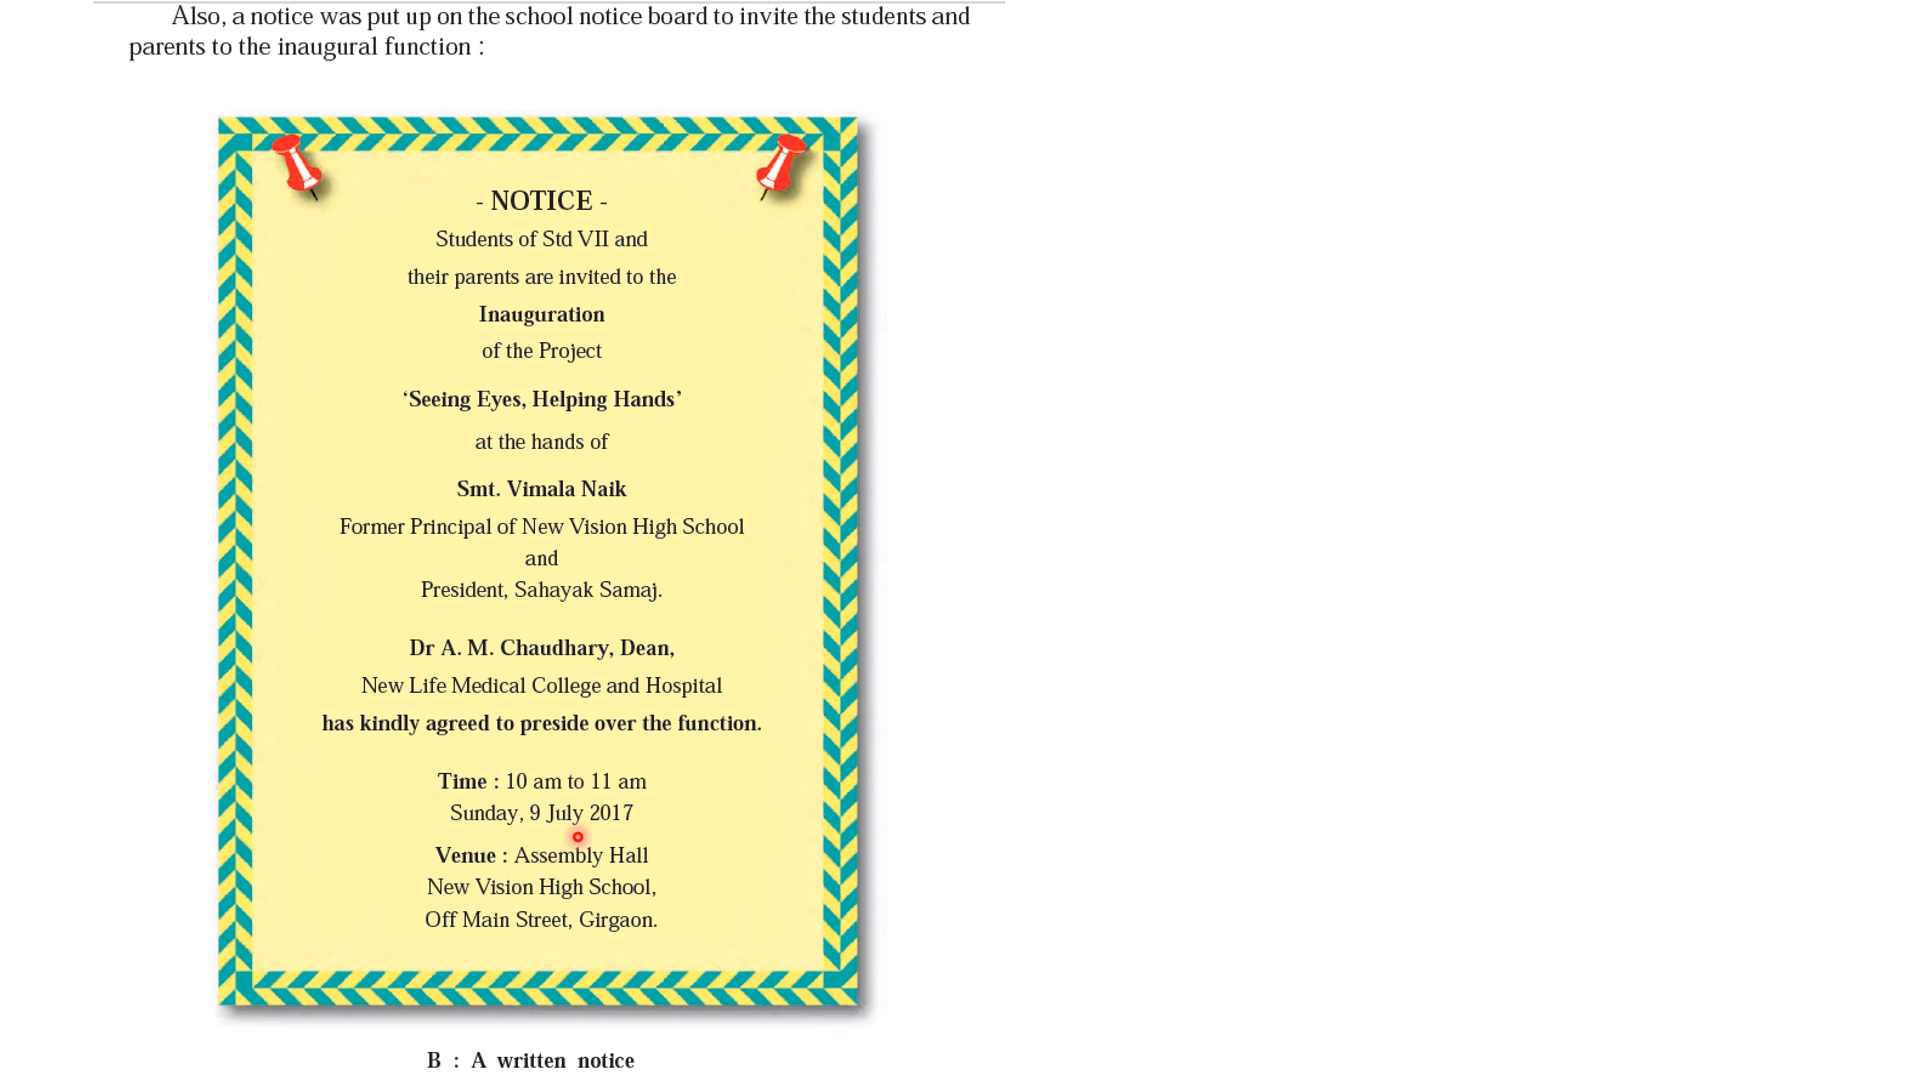 Also, a notice was put up on the school notice board to invite the students and
parents to the inaugural function :
- NOTICE -
Students of Std VII and
their parents are invited to the
Inauguration
of the Project
‘Seeing Eyes, Helping Hands’
at the hands of
Smt. Vimala Naik
Former Principal of New Vision High School
and
President, Sahayak Samaj.
Dr A. M. Chaudhary, Dean,
New Life Medical College and Hospital
has kindly agreed to preside over the function.
Time : 10 am to 11 am
Sunday, 9 July 2017
Venue : Assembly Hall
New Vision High School,
Off Main Street, Girgaon.
B : A written notice